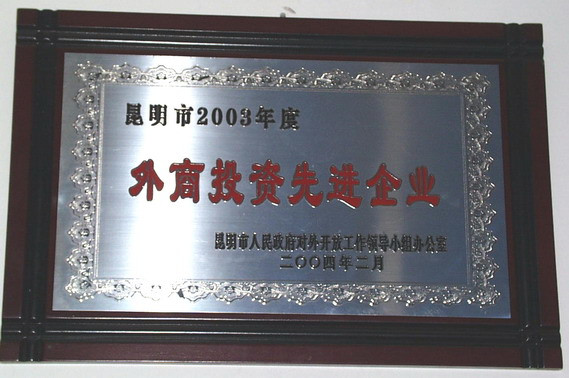 昆明市2003年度
外商投资先进企业
昆明市人民政府对外开放工作领导小组办公室
二〇〇四年二月